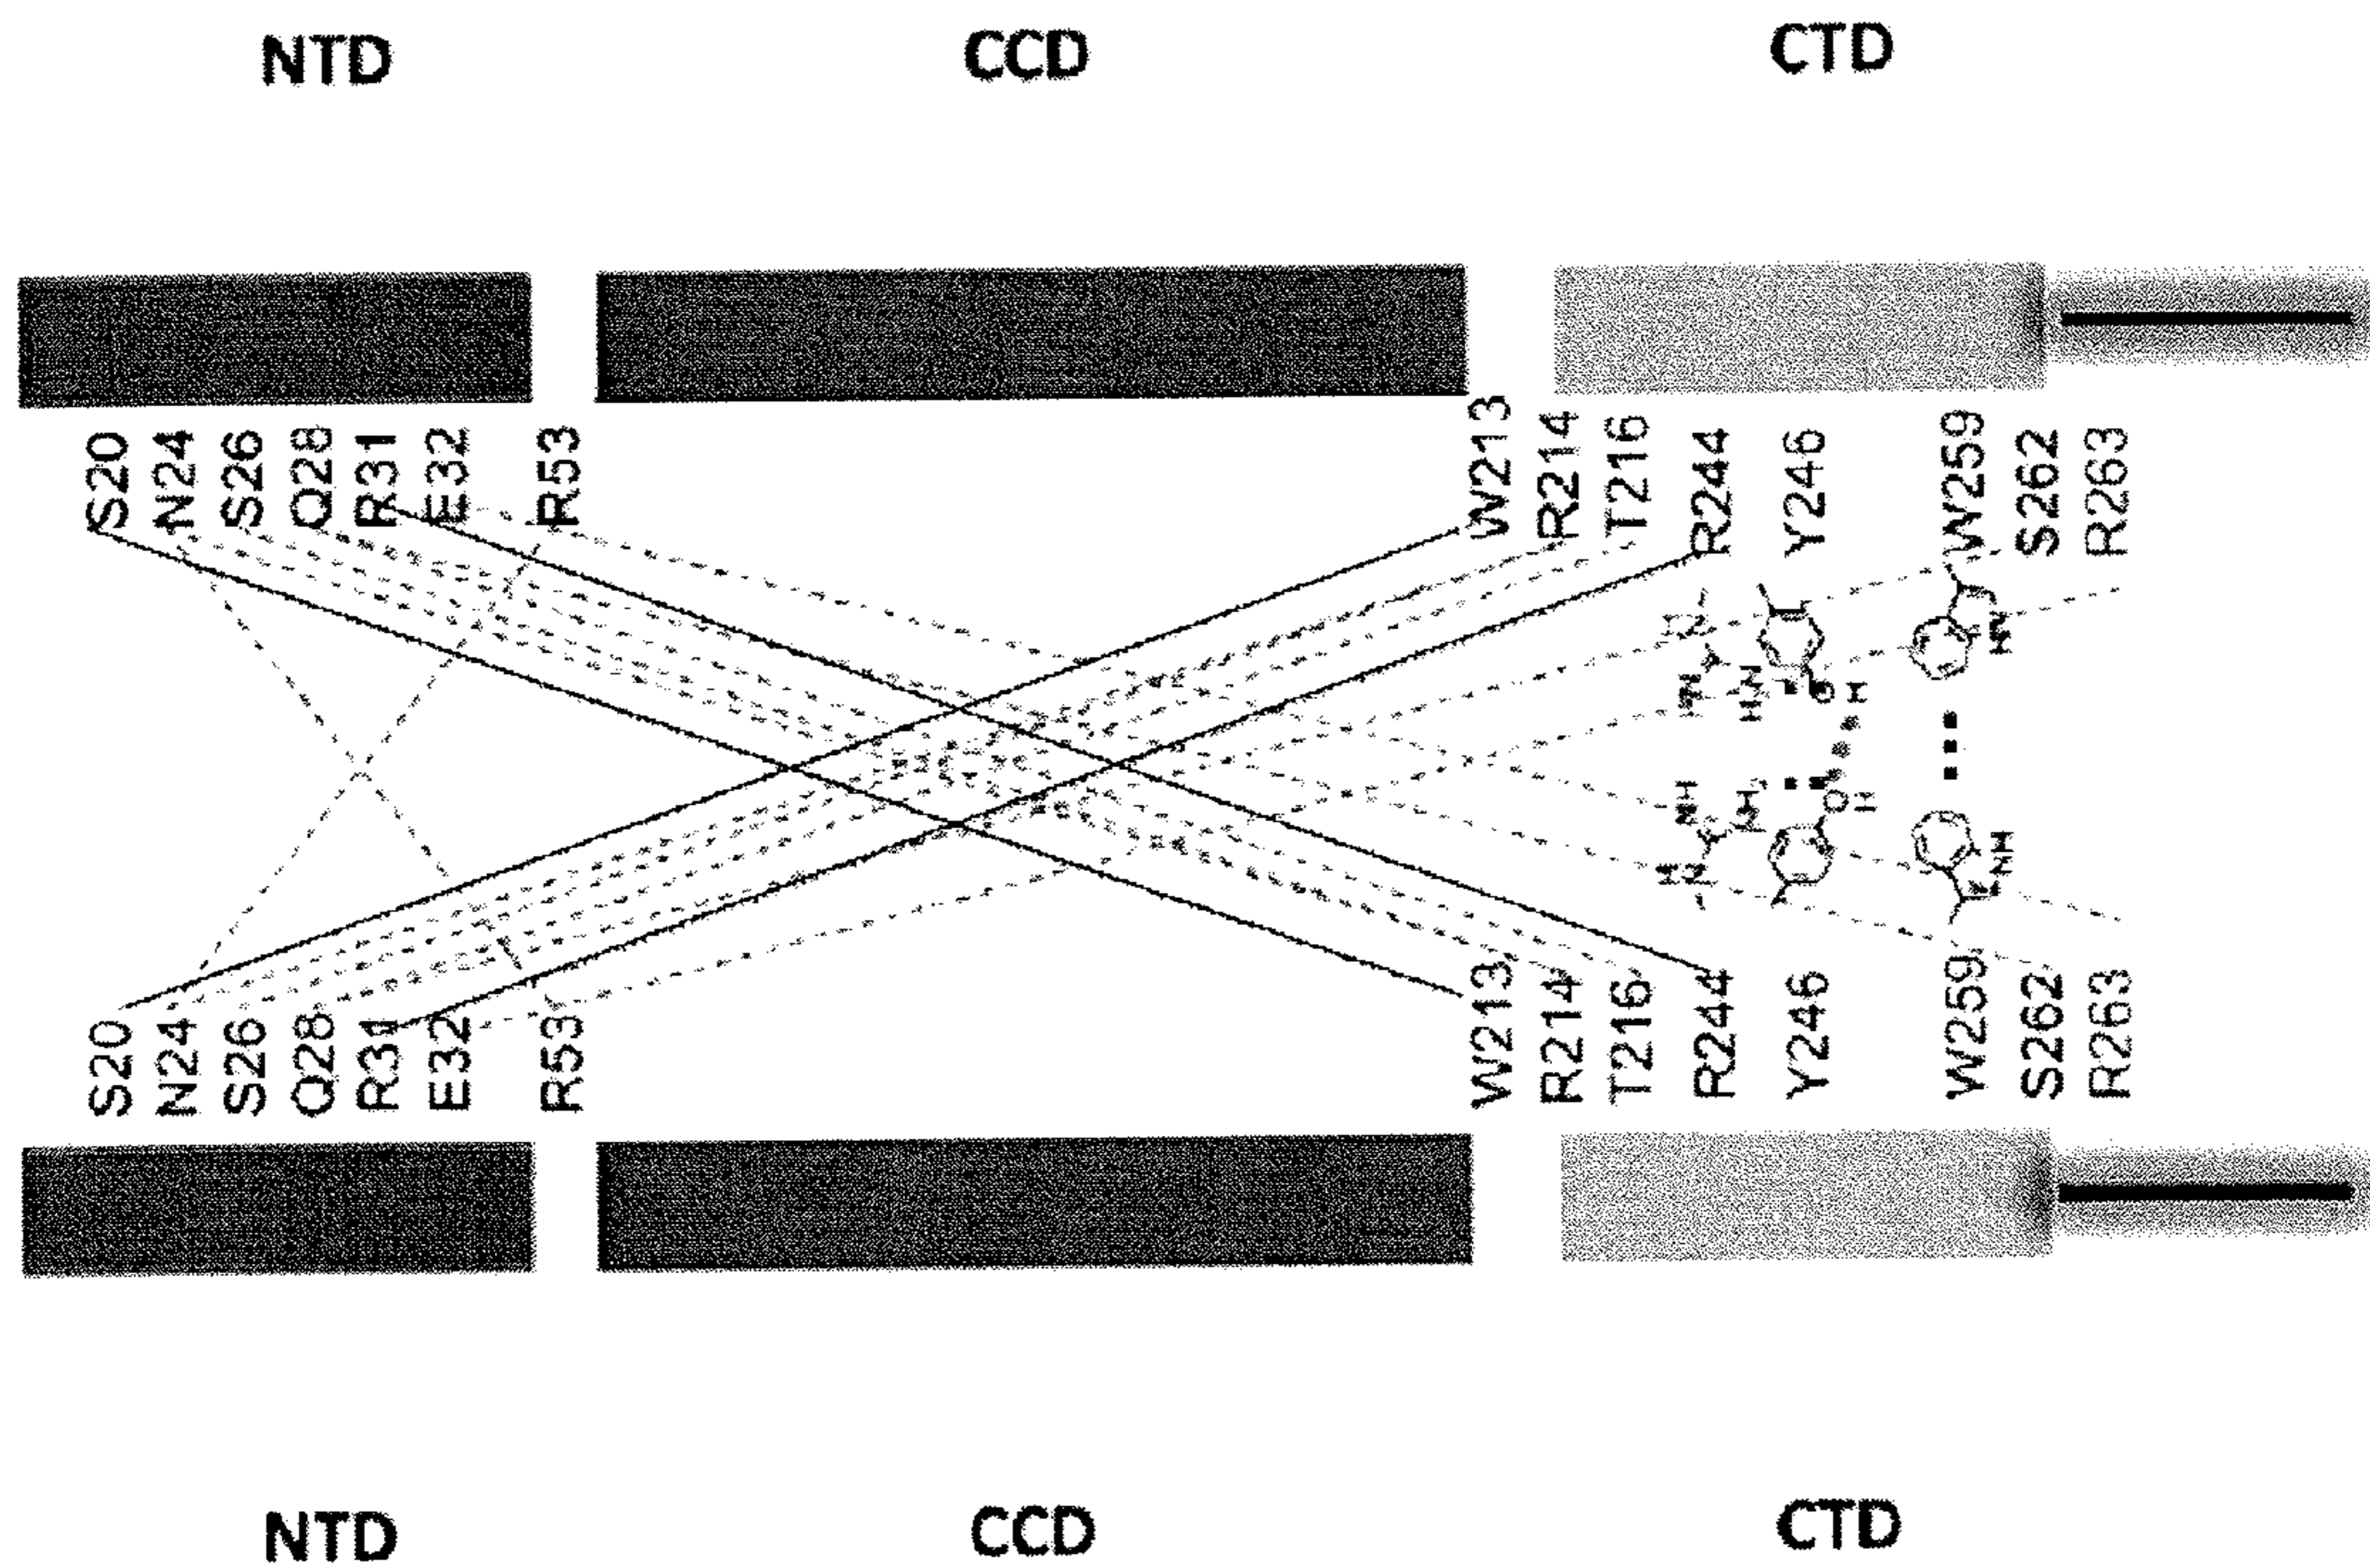 NTD CCD CTD
S20 N24 S26 Q28 R31 E32 R53 W213 R214 T216 R244 Y246 W259 S262 R263
S20 N24 S26 Q28 R31 E32 R53 W213 R214 T216 R244 Y246 W259 S262 R263
NTD CCD CTD